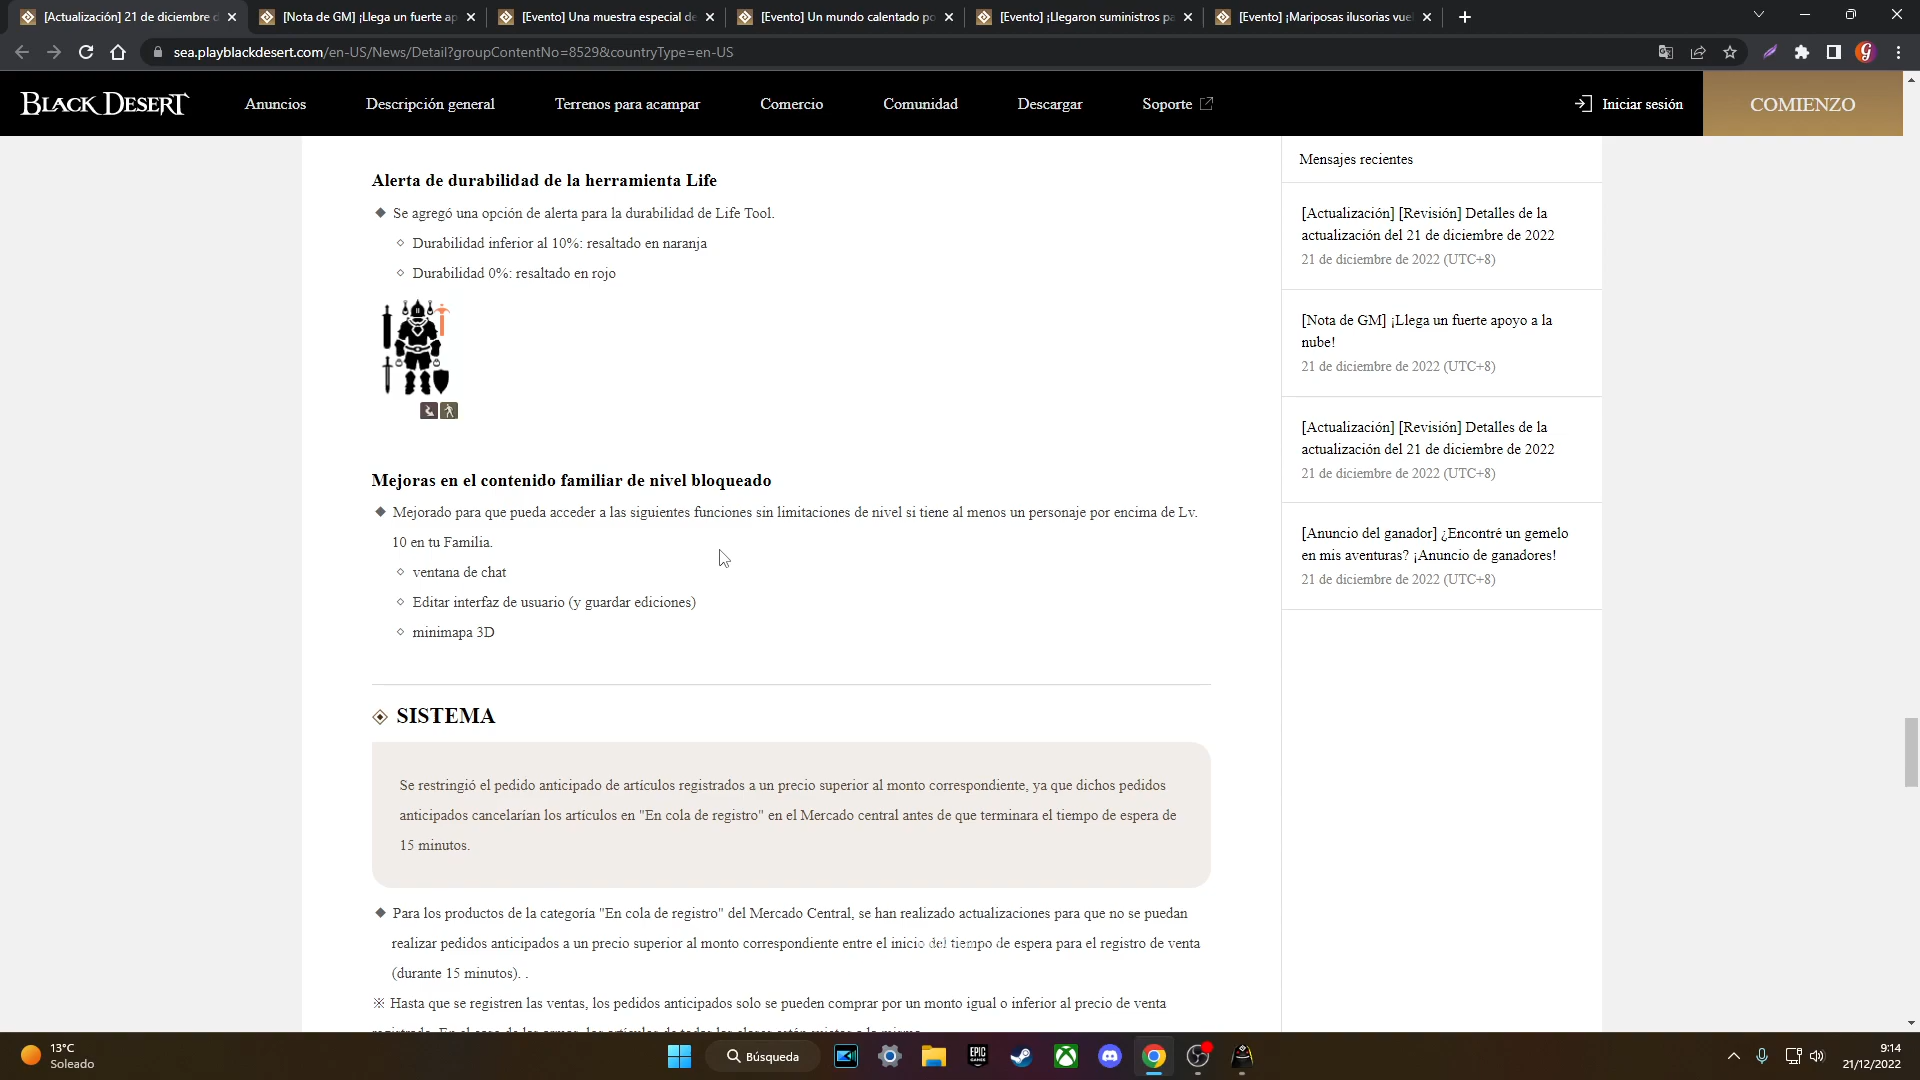 [Actualización] 21 de diciembre d
[Nota de GM] ¡Llega un fuerte ap
[Evento] Una muestra especial de
[Evento] Un mundo calentado po
[Evento] ¡Llegaron suministros pa
[Evento] ¡Mariposas ilusorias vue
sea.playblackdesert.com/en-US/News/Detail?groupContentNo=8529&countryType=en-US
BLACK DESERT
Anuncios
Descripción general
Terrenos para acampar
Comercio
Comunidad
Descargar
Soporte
Iniciar sesión
COMIENZO
Alerta de durabilidad de la herramienta Life
Se agregó una opción de alerta para la durabilidad de Life Tool.
Durabilidad inferior al 10%: resaltado en naranja
Durabilidad 0%: resaltado en rojo
Mejoras en el contenido familiar de nivel bloqueado
Mejorado para que pueda acceder a las siguientes funciones sin limitaciones de nivel si tiene al menos un personaje por encima de Lv.
10 en tu Familia.
ventana de chat
Editar interfaz de usuario (y guardar ediciones)
minimapa 3D
SISTEMA
Se restringió el pedido anticipado de artículos registrados a un precio superior al monto correspondiente, ya que dichos pedidos
anticipados cancelarían los artículos en "En cola de registro" en el Mercado central antes de que terminara el tiempo de espera de
15 minutos.
Para los productos de la categoría "En cola de registro" del Mercado Central, se han realizado actualizaciones para que no se puedan
realizar pedidos anticipados a un precio superior al monto correspondiente entre el inicio del tiempo de espera para el registro de venta
(durante 15 minutos). .
※ Hasta que se registren las ventas, los pedidos anticipados solo se pueden comprar por un monto igual o inferior al precio de venta
Mensajes recientes
[Actualización] [Revisión] Detalles de la
actualización del 21 de diciembre de 2022
21 de diciembre de 2022 (UTC+8)
[Nota de GM] ¡Llega un fuerte apoyo a la
nube!
21 de diciembre de 2022 (UTC+8)
[Actualización] [Revisión] Detalles de la
actualización del 21 de diciembre de 2022
21 de diciembre de 2022 (UTC+8)
[Anuncio del ganador] ¿Encontré un gemelo
en mis aventuras? ¡Anuncio de ganadores!
21 de diciembre de 2022 (UTC+8)
13°C
Soleado
Búsqueda
EPIC
GAMES
9:14
21/12/2022